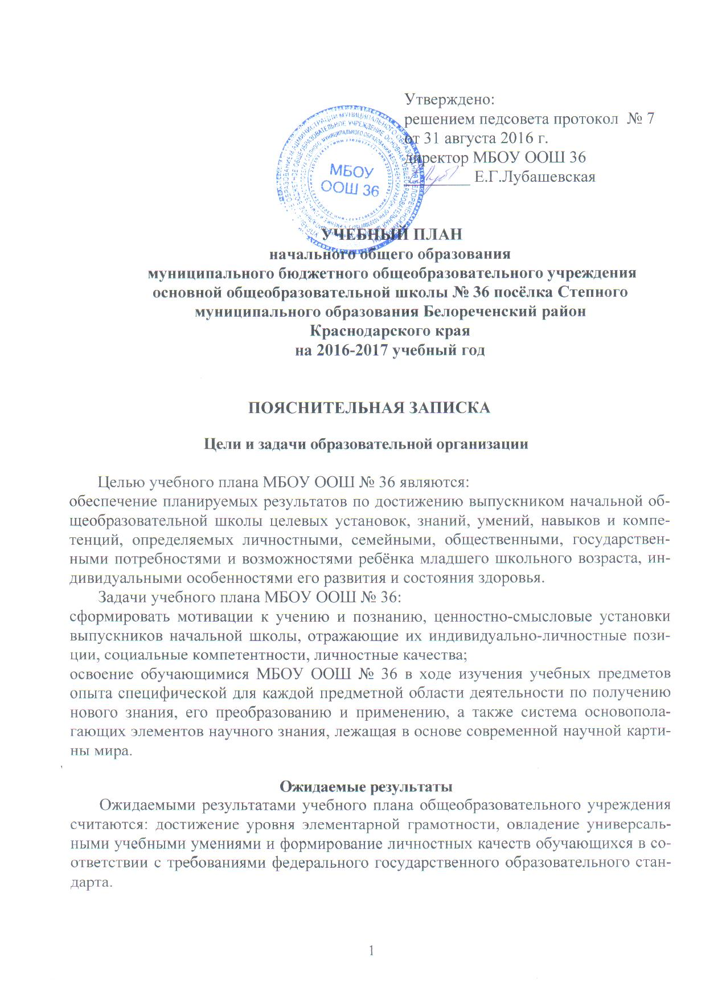 Утверждено:
решением педсовета протокол № 7
от 31 августа 2016 г.
директор МБОУ ООШ 36
Е.Г.Лубашевская
МБОУ
ООШ 36
УЧЕБНЫЙ ПЛАН
начального общего образования
муниципального бюджетного общеобразовательного учреждения
основной общеобразовательной школы № 36 посёлка Степного
муниципального образования Белореченский район
Краснодарского края
на 2016-2017 учебный год
ПОЯСНИТЕЛЬНАЯ ЗАПИСКА
Цели и задачи образовательной организации
Целью учебного плана МБОУ ООШ № 36 являются:
обеспечение планируемых результатов по достижению выпускником начальной об-
щеобразовательной школы целевых установок, знаний, умений, навыков и компе-
тенций, определяемых личностными, семейными, общественными, государствен-
ными потребностями и возможностями ребёнка младшего школьного возраста, ин-
дивидуальными особенностями его развития и состояния здоровья.
Задачи учебного плана МБОУ ООШ № 36:
сформировать мотивации к учению и познанию, ценностно-смысловые установки
выпускников начальной школы, отражающие их индивидуально-личностные пози-
ции, социальные компетентности, личностные качества;
освоение обучающимися МБОУ ООШ № 36 в ходе изучения учебных предметов
опыта специфической для каждой предметной области деятельности по получению
нового знания, его преобразованию и применению, а также система основопола-
гающих элементов научного знания, лежащая в основе современной научной карти-
ны мира.
Ожидаемые результаты
Ожидаемыми результатами учебного плана общеобразовательного учреждения
считаются: достижение уровня элементарной грамотности, овладение универсаль-
ными учебными умениями и формирование личностных качеств обучающихся в со-
ответствии с требованиями федерального государственного образовательного стан-
дарта.
1